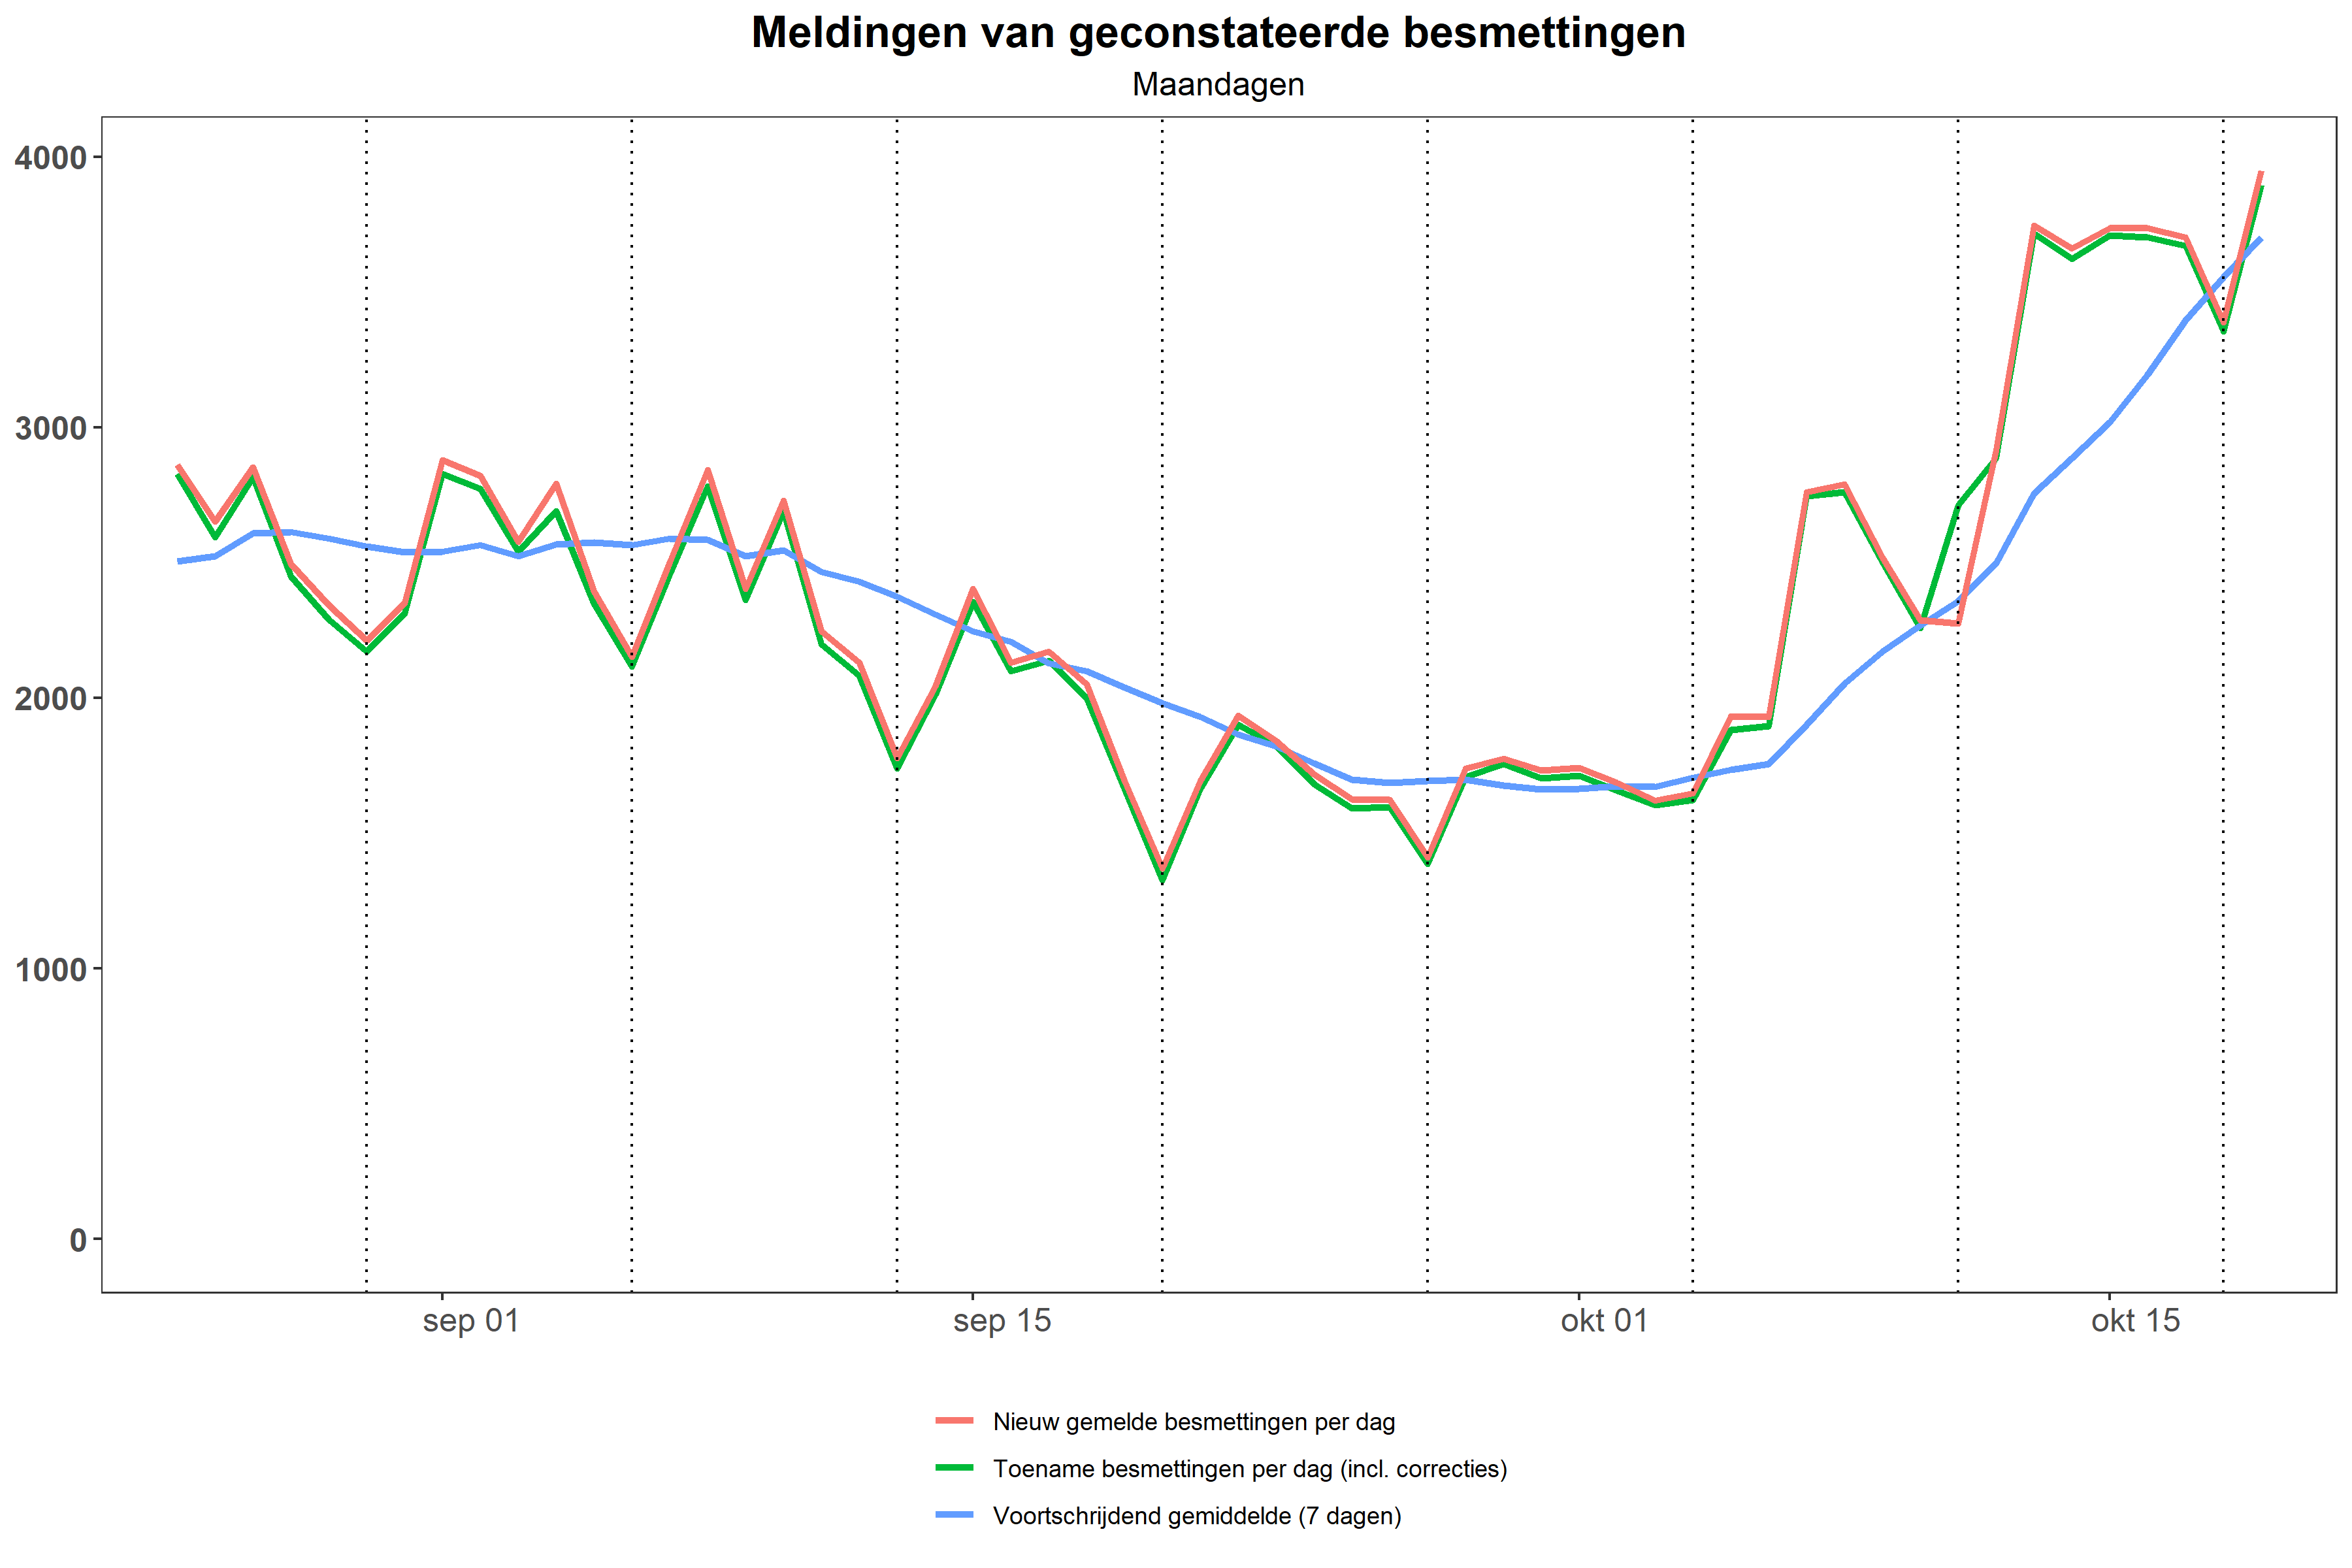 Meldingen van geconstateerde besmettingen
Maandagen
4000
3000
2000
1000
0
sep 01
sep 15
okt 01
okt 15
Nieuw gemelde besmettingen per dag
Toename besmettingen per dag (incl. correcties)
Voortschrijdend gemiddelde (7 dagen)